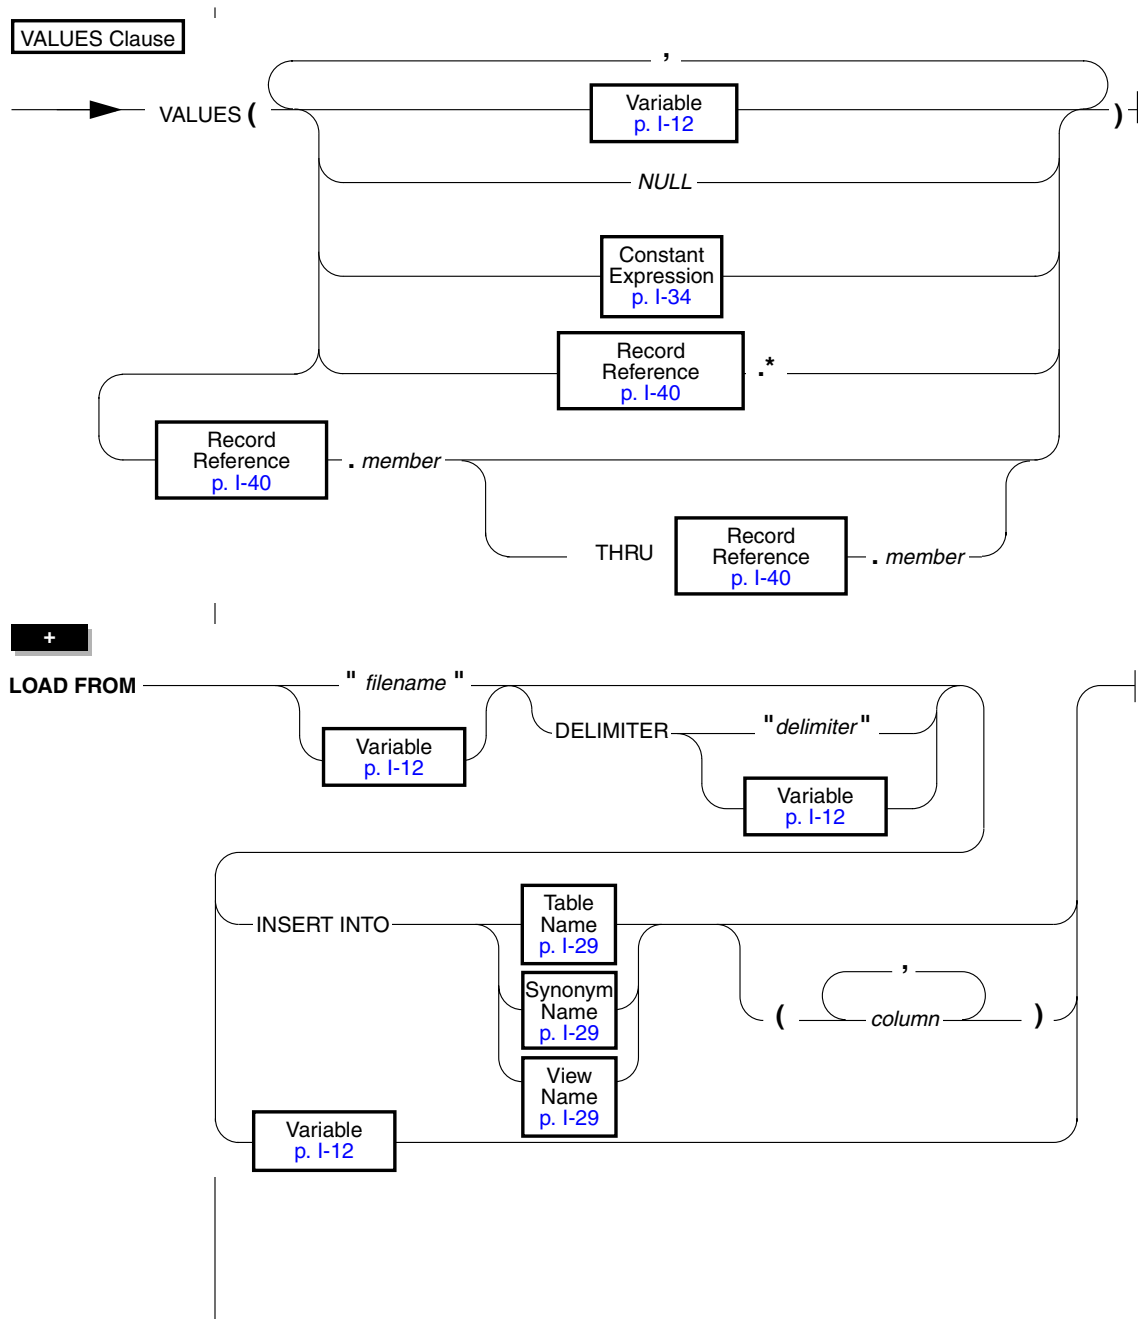 VALUES Clause
,
VALUES (
Variable
p. I-12
)
NULL
Constant
Expression
p. I-34
Record
Reference
p. I-40
.*
Record
Reference
p. I-40
. member
THRU
Record
Reference
p. I-40
. member
+
LOAD FROM
" filename "
Variable
p. I-12
DELIMITER
"delimiter"
Variable
p. I-12
INSERT INTO
Table
Name
p. I-29
Synonym
Name
p. I-29
View
Name
p. I-29
,
( column )
Variable
p. I-12